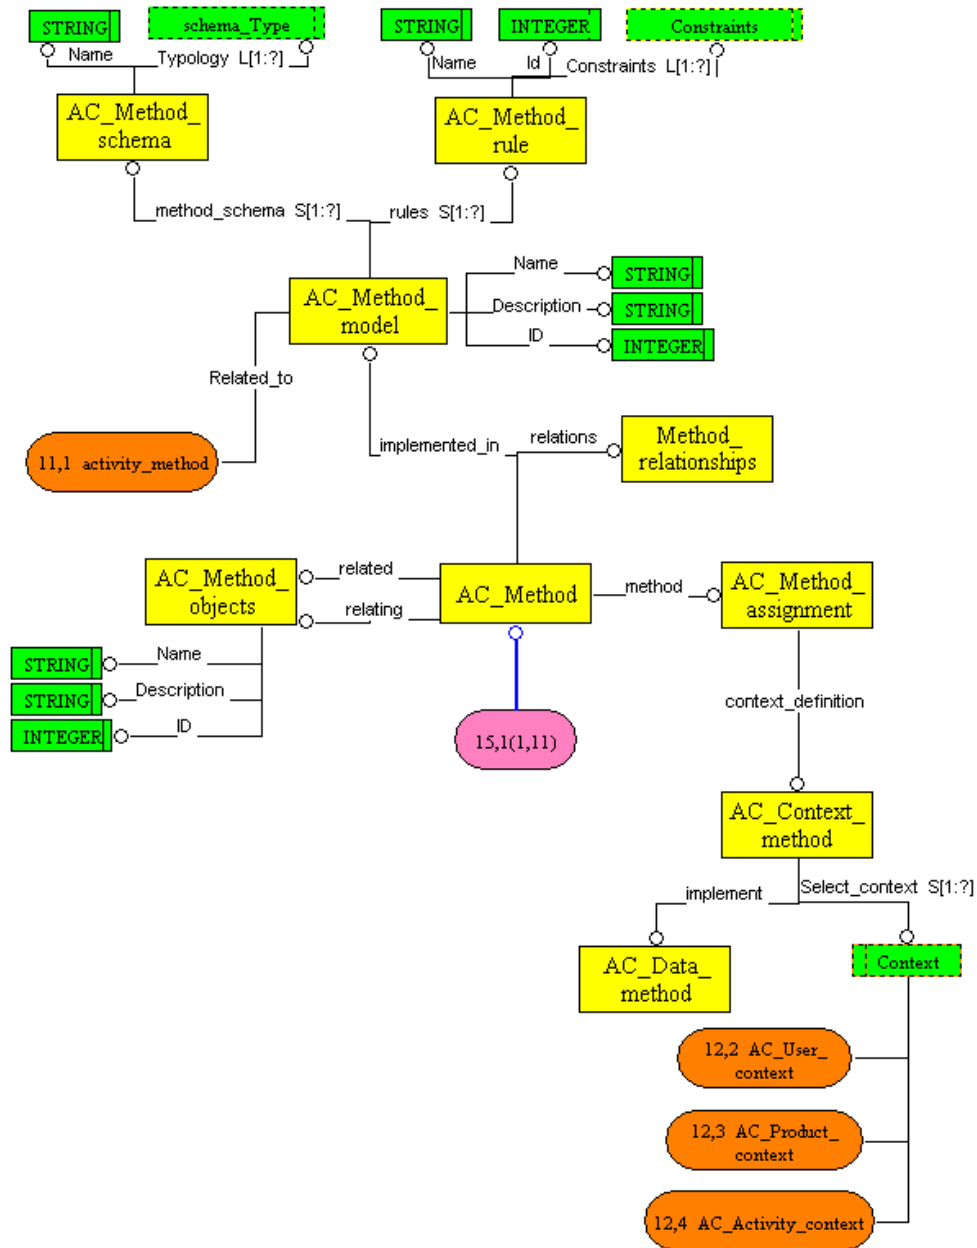 STRING
schema_Type
STRING
INTEGER
Constraints
Name
Typology L[1:?]
Name
Id
Constraints L[1:?]
AC_Method_
schema
AC_Method_
rule
method_schema S[1:?]
rules S[1:?]
Name
STRING
AC_Method_
model
Description
STRING
ID
INTEGER
Related_to
11,1 activity_method
implemented_in
relations
Method_
relationships
AC_Method_
objects
related
relating
AC_Method
method
AC_Method_
assignment
STRING
Name
STRING
Description
INTEGER
ID
15,1(1,11)
context_definition
AC_Context_
method
implement
Select_context S[1:?]
AC_Data_
method
Context
12,2 AC_User_
context
12,3 AC_Product_
context
12,4 AC_Activity_context